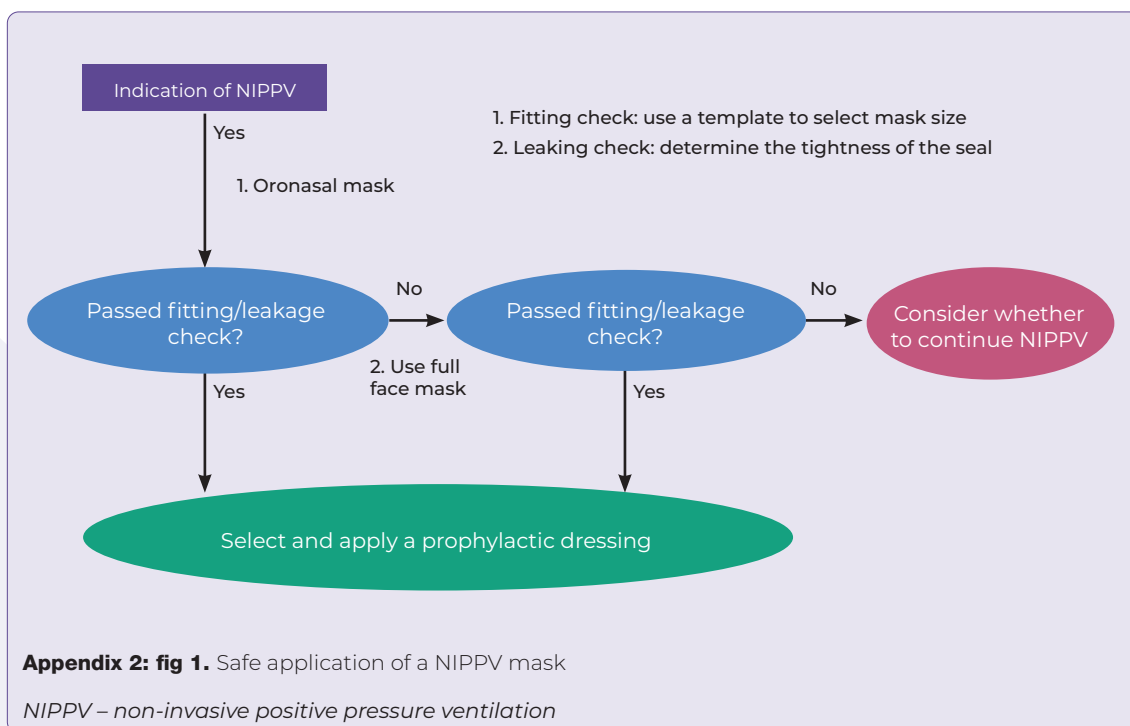 Indication of NIPPV
Yes
1. Fitting check: use a template to select mask size
2. Leaking check: determine the tightness of the seal
1. Oronasal mask
Passed fitting/leakage
check?
No
2. Use full
face mask
Passed fitting/leakage
check?
No
Consider whether
to continue NIPPV
Yes
Yes
Select and apply a prophylactic dressing
Appendix 2: fig 1. Safe application of a NIPPV mask
NIPPV – non-invasive positive pressure ventilation